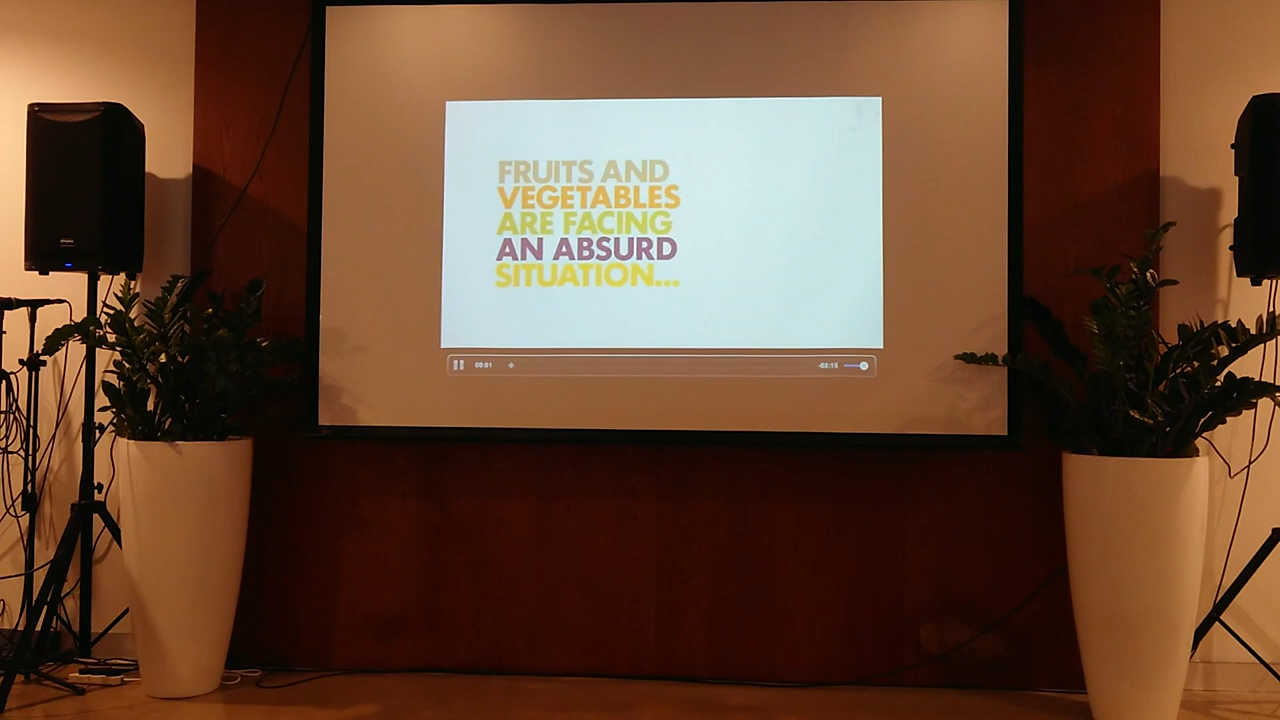 FRUITS AND
VEGETABLES
ARE FACING
AN ABSURD
SITUATION...
00:01
-02:15